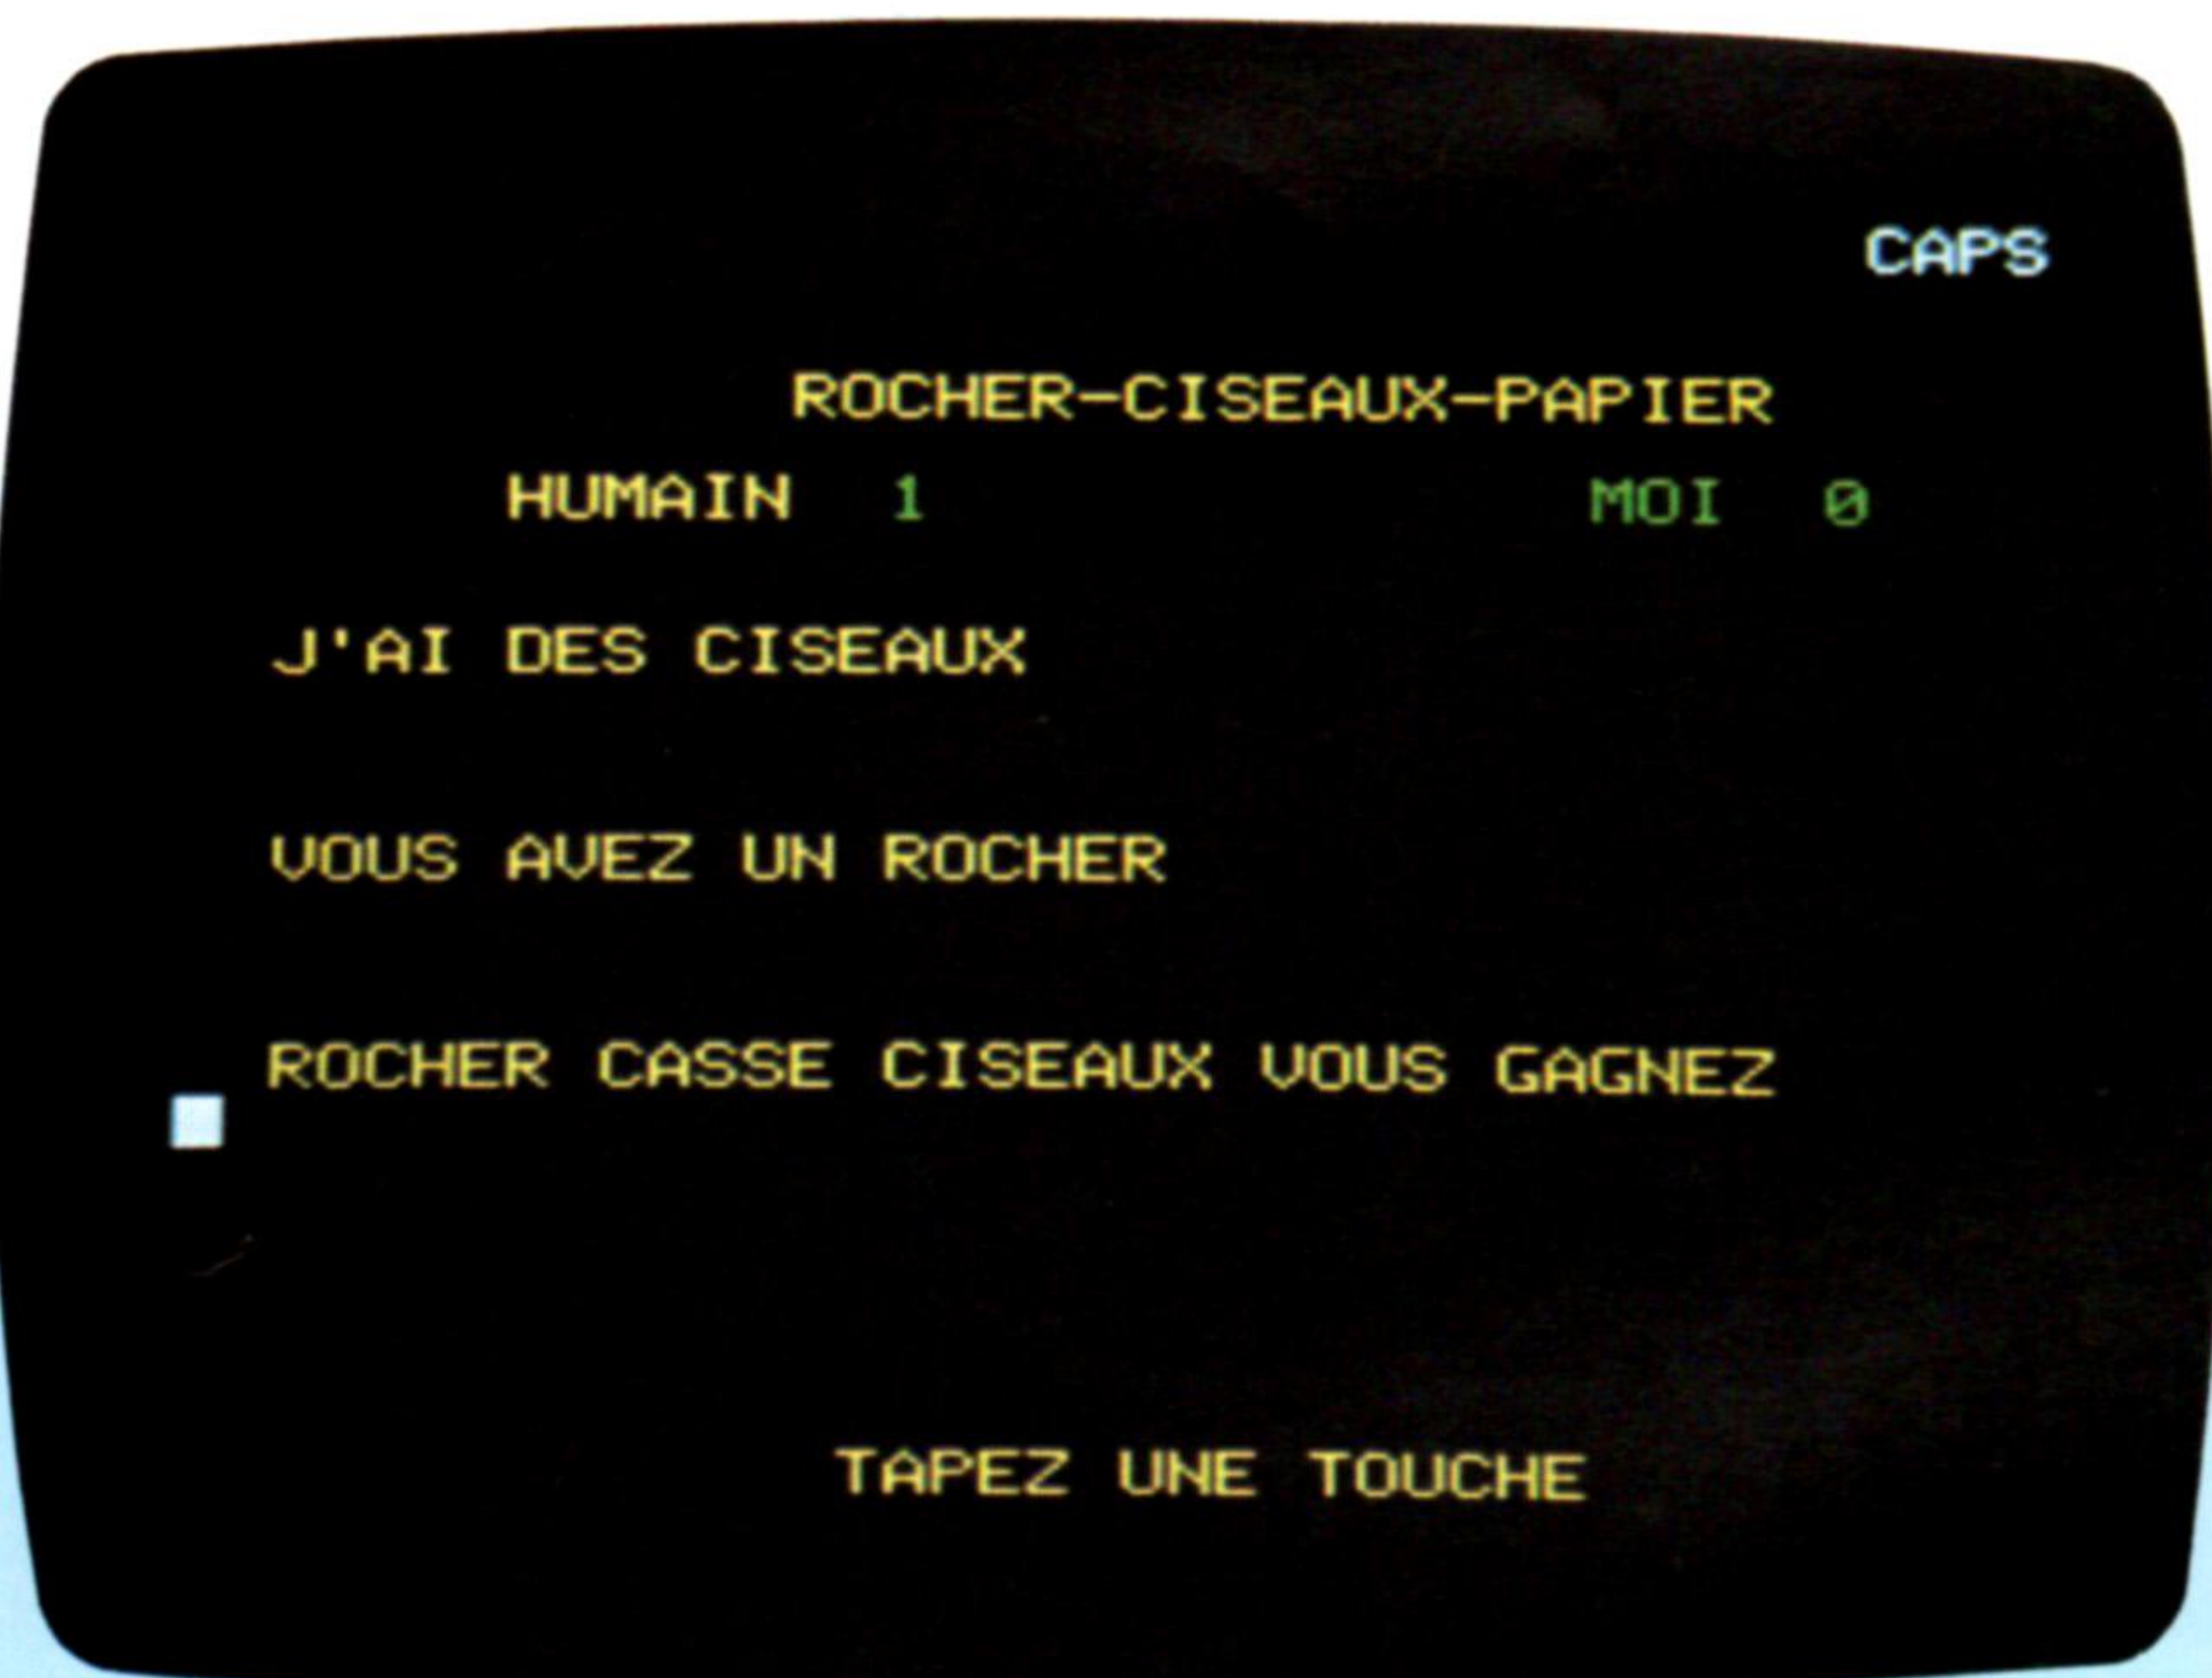 CAPS
ROCHER-CISEAUX-PAPIER
HUMAIN 1 MOI 0
J'AI DES CISEAUX
VOUS AVEZ UN ROCHER
ROCHER CASSE CISEAUX VOUS GAGNEZ
TAPEZ UNE TOUCHE